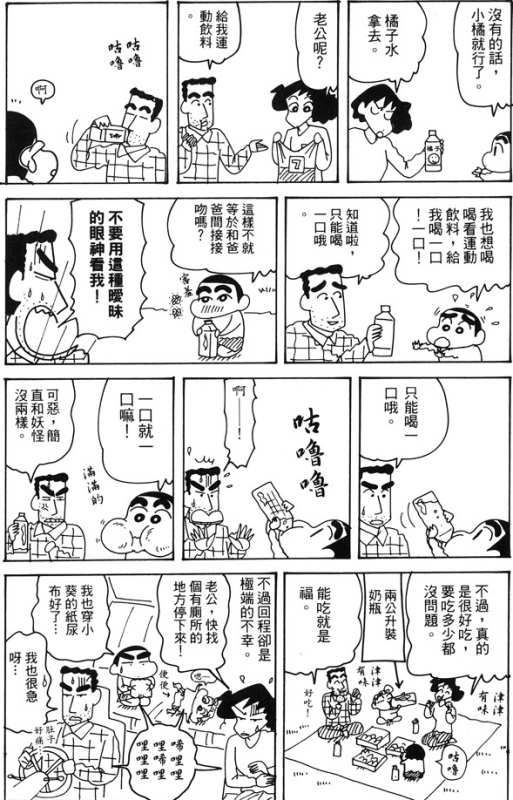 沒有的話，
小橘就行了。
橘子水
拿去。
橘子
老公呢？
給我運
動飲料
。
7
咕嚕
咕嚕
啊
我也想喝
喝看運動
飲料，給
我喝一口
！一口！
知道啦，
只能喝
一口哦
。
這樣不就
等於和爸
爸間接接
吻嗎？
害羞
不要用這種曖昧
的眼神看我！
只能喝一
口哦。
咕嚕嚕
啊——！
一口就一
口嘛！
滿滿的
可惡，簡
直和妖怪
沒兩樣。
不過，真的
是很好吃，
要吃多少都
沒問題。
津津
有味
兩公升裝
奶瓶
津津
有味
咕嚕
能吃就是
福。
好吃！
不過回程卻是
極端的不幸。
老公，快找
個有廁所的
地方停下來！
便便
嗯…
啼哩哩
哩啼哩
哩哩哩
我也穿小
葵的紙尿
布好了…
我也很急
呀…
肚子
好痛…